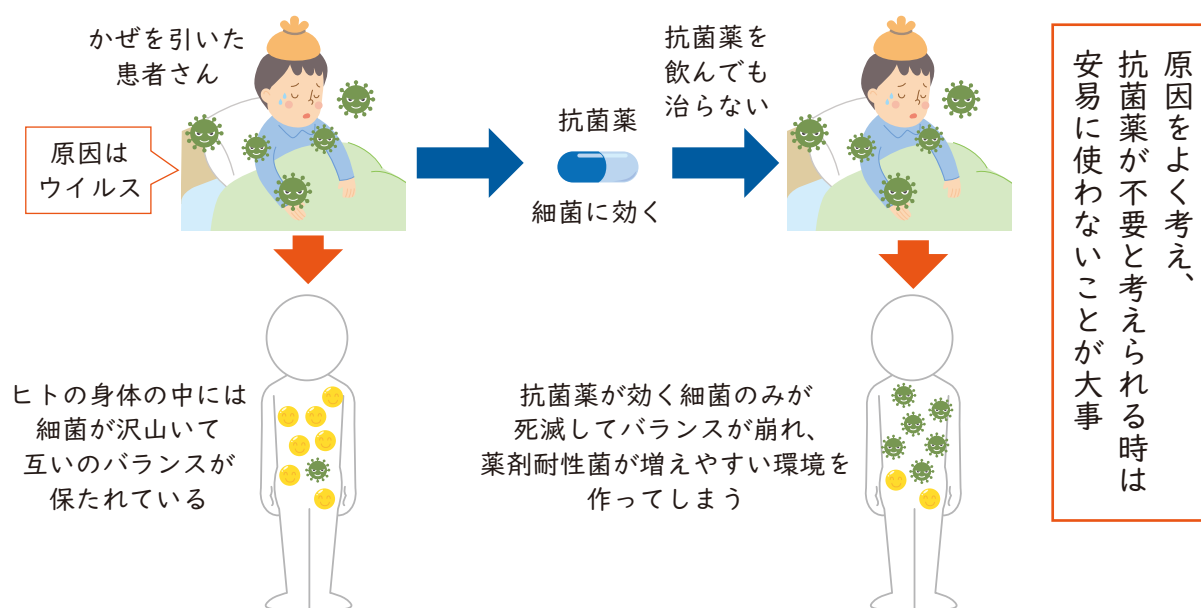 かぜを引いた
患者さん
原因は
ウイルス
抗菌薬
細菌に効く
抗菌薬を
飲んでも
治らない
ヒトの身体の中には
細菌が沢山いて
互いのバランスが
保たれている
抗菌薬が効く細菌のみが
死滅してバランスが崩れ、
薬剤耐性菌が増えやすい環境を
作ってしまう
原因をよく考え、
抗菌薬が不要と考えられる時は
安易に使わないことが大事